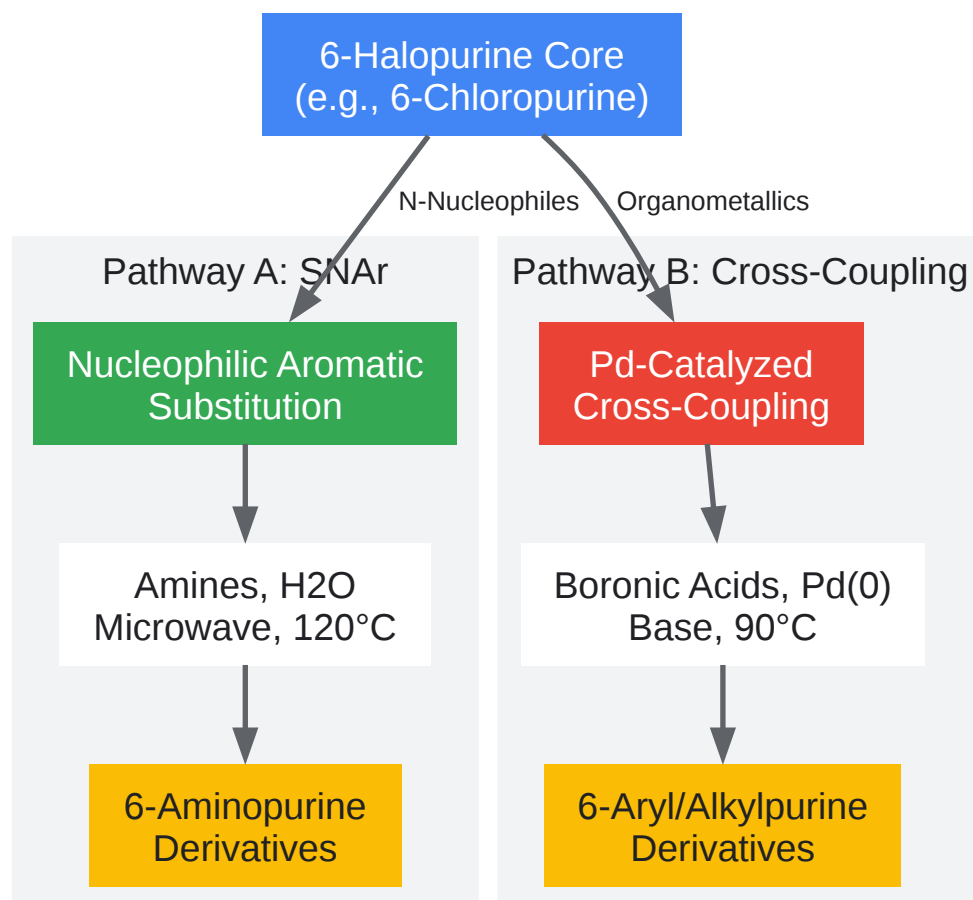 6-Halopurine Core
(e.g., 6-Chloropurine)
N-Nucleophiles
Organometallics
Pathway A: SNAr
Pathway B: Cross-Coupling
Nucleophilic Aromatic
Substitution
Pd-Catalyzed
Cross-Coupling
Amines, H2O
Microwave, 120°C
Boronic Acids, Pd(0)
Base, 90°C
6-Aminopurine
Derivatives
6-Aryl/Alkylpurine
Derivatives